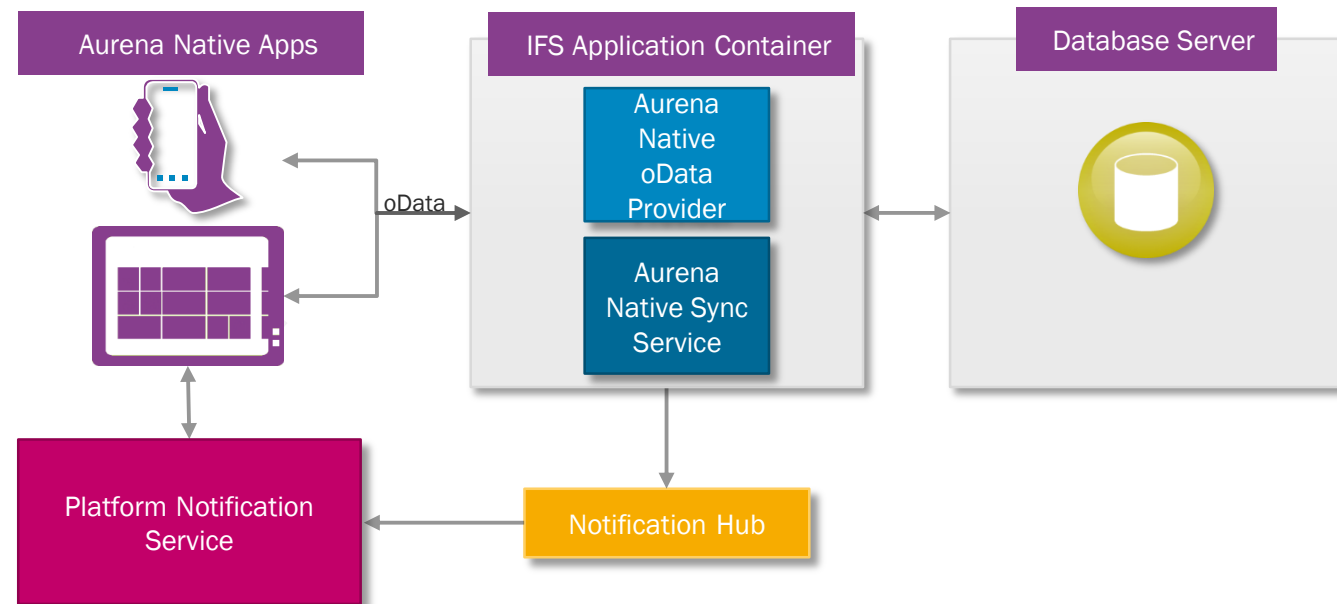 Aurena Native Apps
IFS Application Container
Database Server
Aurena
Native
oData
Provider
oData
Aurena
Native Sync
Service
Platform Notification
Service
Notification Hub